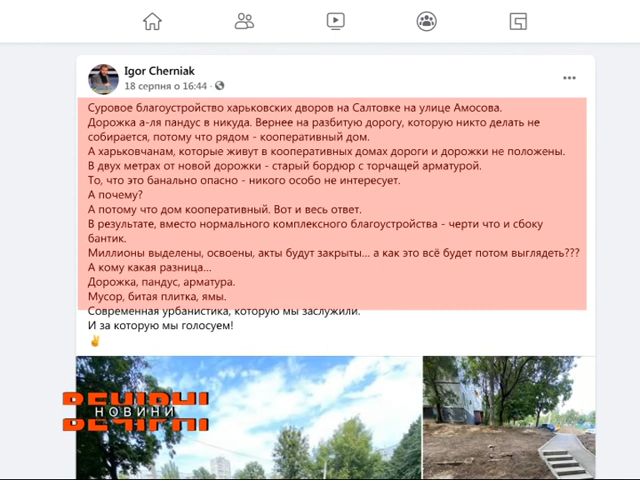 Igor Cherniak
18 серпня о 16:44
Суровое благоустройство харьковских дворов на Салтовке на улице Амосова.
Дорожка а-ля пандус в никуда. Вернее на разбитую дорогу, которую никто делать не
собирается, потому что рядом - кооперативный дом.
А харьковчанам, которые живут в кооперативных домах дороги и дорожки не положены.
В двух метрах от новой дорожки - старый бордюр с торчащей арматурой.
То, что это банально опасно - никого особо не интересует.
А почему?
А потому что дом кооперативный. Вот и весь ответ.
В результате, вместо нормального комплексного благоустройства - черти что и сбоку
бантик.
Миллионы выделены, освоены, акты будут закрыты... а как это всё будет потом выглядеть???
А кому какая разница...
Дорожка, пандус, арматура.
Мусор, битая плитка, ямы.
Современная урбанистика, которую мы заслужили.
И за которую мы голосуем!
ВЕЧІРНІ
НОВИНИ
ВЕЧІРНІ